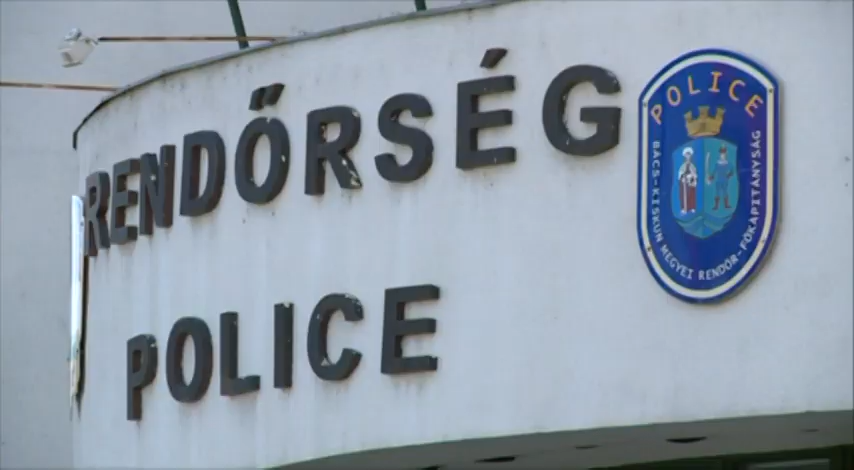 RENDŐRSÉG
POLICE
POLICE
BÁCS-KISKUN MEGYEI RENDŐR-FŐKAPITÁNYSÁG